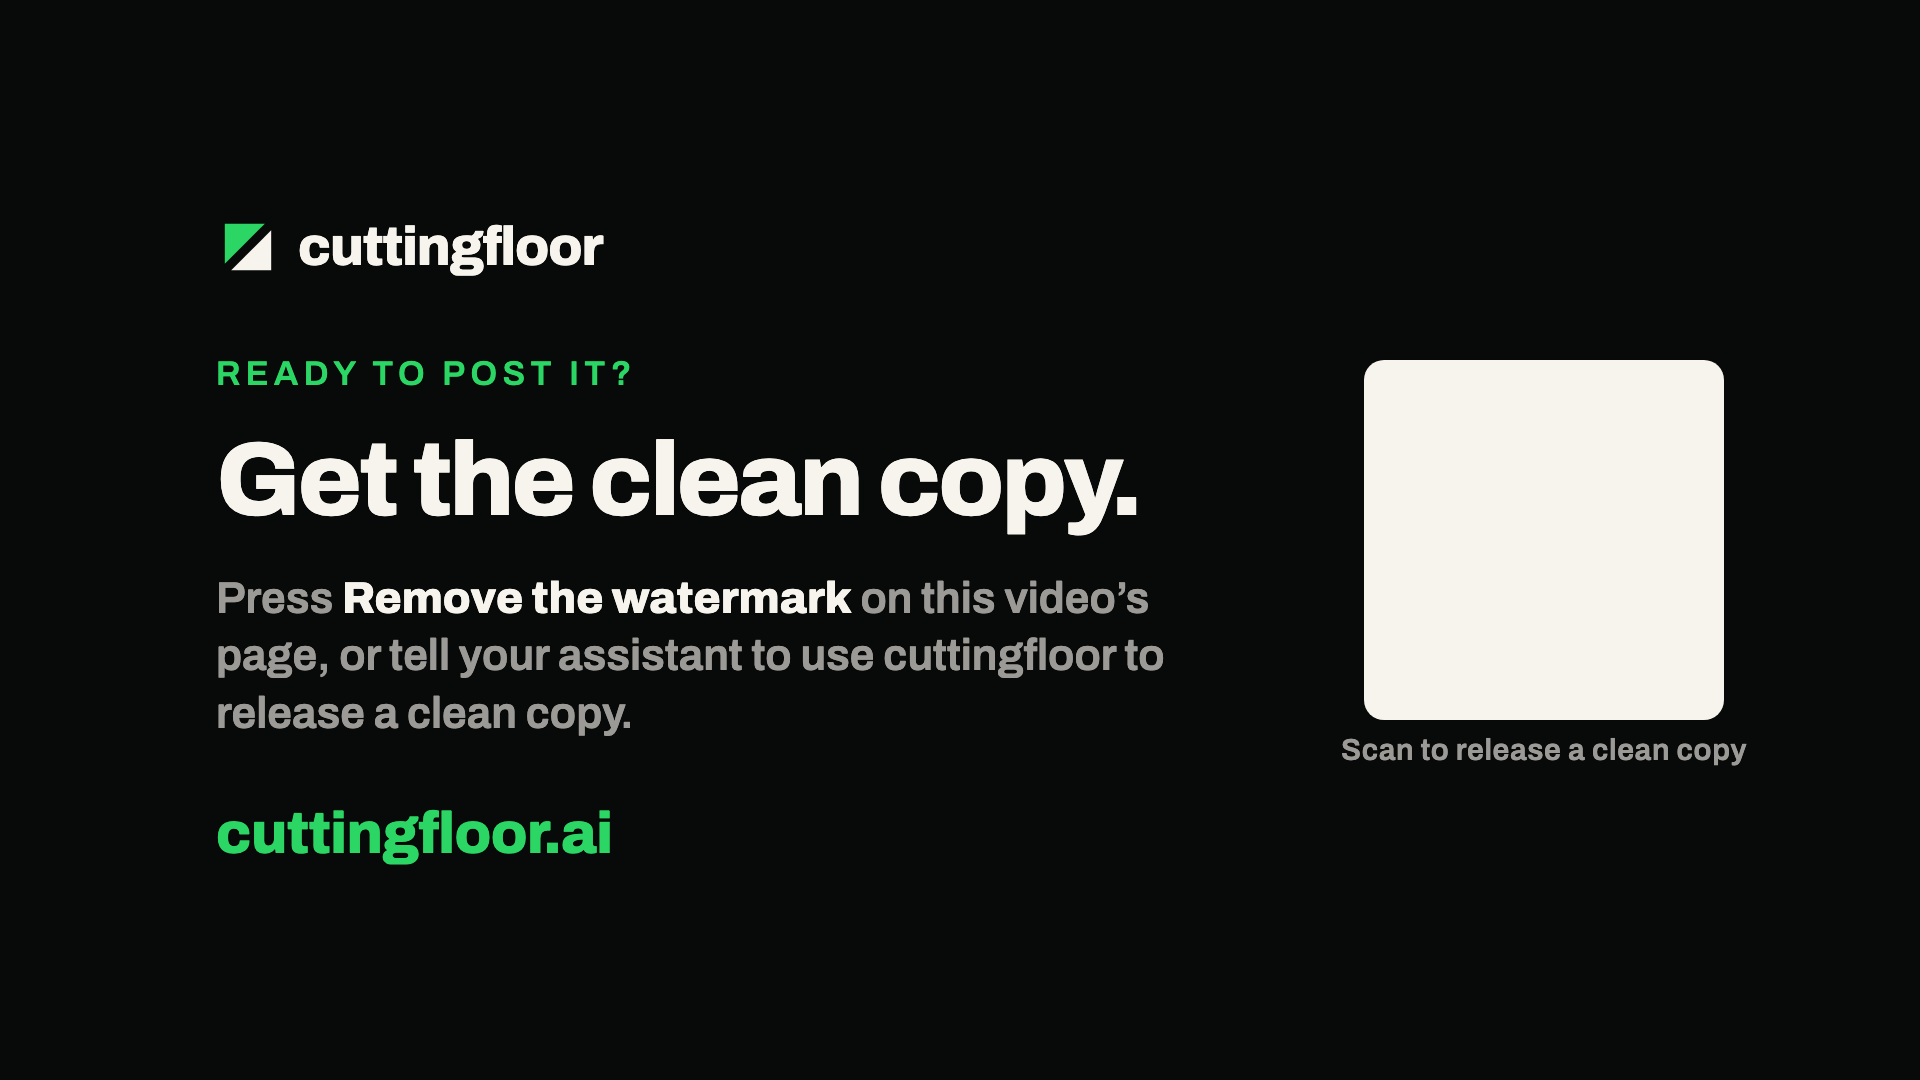 cuttingfloor
READY TO POST IT?
Get the clean copy.
Press Remove the watermark on this video’s
page, or tell your assistant to use cuttingfloor to
release a clean copy.
Scan to release a clean copy
cuttingfloor.ai